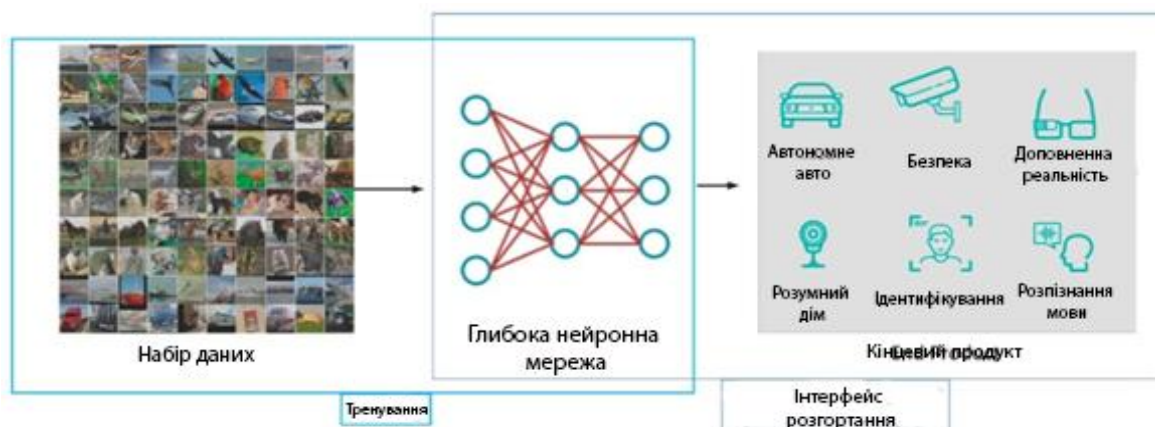 Автономне
авто
Безпека
Доповненна
реальність
Розумний
дім
Ідентифікування
Розпізнання
мови
Набір даних
Глибока нейронна
мережа
Кінцевий продукт
Тренування
Інтерфейс
розгортання